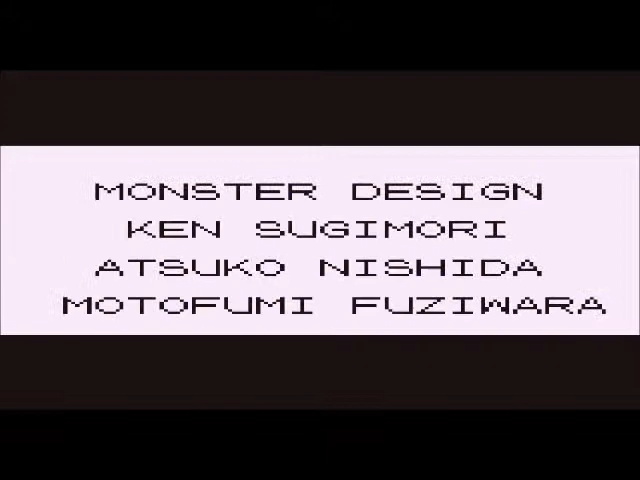 MONSTER DESIGN
KEN SUGIMORI
ATSUKO NISHIDA
MOTOFUMI FUZIWARA